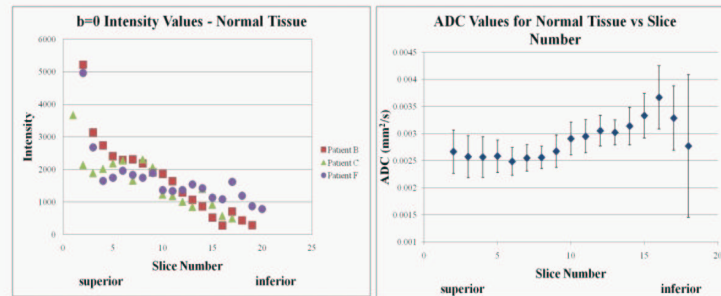 b=0 Intensity Values - Normal Tissue
6000
5000
4000
3000
2000
1000
0
Intensity
0
5
10
15
20
25
Slice Number
superior
inferior
Patient B
Patient C
Patient F
ADC Values for Normal Tissue vs Slice
Number
0.005
0.0045
0.004
0.0035
0.003
0.0025
0.002
0.0015
0.001
ADC (mm²/s)
0
5
10
15
20
Slice Number
superior
inferior